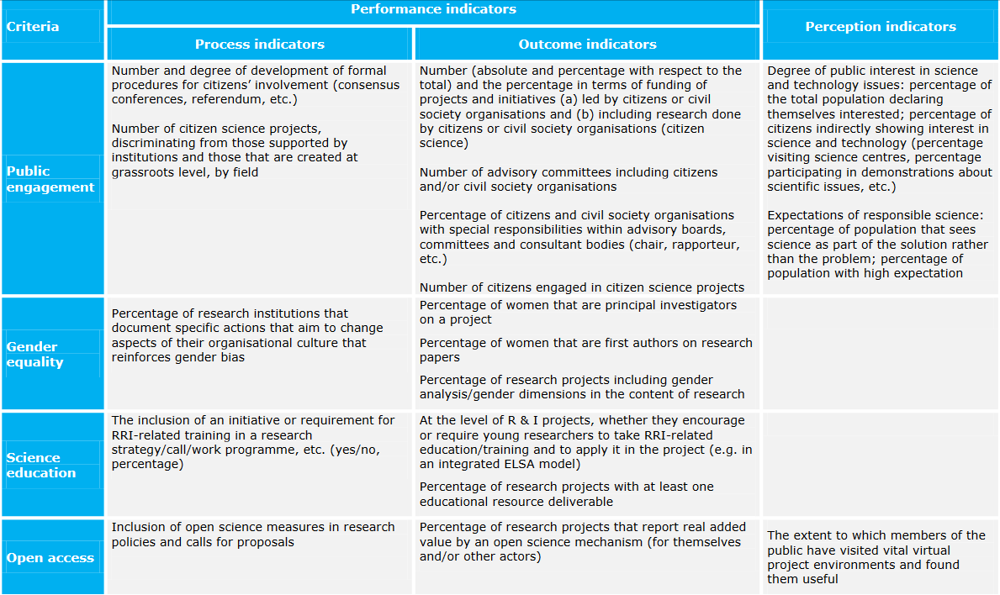 Criteria
Performance indicators
Perception indicators
Process indicators
Outcome indicators
Public
engagement
Number and degree of development of formal
procedures for citizens’ involvement (consensus
conferences, referendum, etc.)
Number of citizen science projects,
discriminating from those supported by
institutions and those that are created at
grassroots level, by field
Number (absolute and percentage with respect to the
total) and the percentage in terms of funding of
projects and initiatives (a) led by citizens or civil
society organisations and (b) including research done
by citizens or civil society organisations (citizen
science)
Number of advisory committees including citizens
and/or civil society organisations
Percentage of citizens and civil society organisations
with special responsibilities within advisory boards,
committees and consultant bodies (chair, rapporteur,
etc.)
Number of citizens engaged in citizen science projects
Degree of public interest in science
and technology issues: percentage of
the total population declaring
themselves interested; percentage of
citizens indirectly showing interest in
science and technology (percentage
visiting science centres, percentage
participating in demonstrations about
scientific issues, etc.)
Expectations of responsible science:
percentage of population that sees
science as part of the solution rather
than the problem; percentage of
population with high expectation
Gender
equality
Percentage of research institutions that
document specific actions that aim to change
aspects of their organisational culture that
reinforces gender bias
Percentage of women that are principal investigators
on a project
Percentage of women that are first authors on research
papers
Percentage of research projects including gender
analysis/gender dimensions in the content of research
Science
education
The inclusion of an initiative or requirement for
RRI-related training in a research
strategy/call/work programme, etc. (yes/no,
percentage)
At the level of R & I projects, whether they encourage
or require young researchers to take RRI-related
education/training and to apply it in the project (e.g. in
an integrated ELSA model)
Percentage of research projects with at least one
educational resource deliverable
Open access
Inclusion of open science measures in research
policies and calls for proposals
Percentage of research projects that report real added
value by an open science mechanism (for themselves
and/or other actors)
The extent to which members of the
public have visited vital virtual
project environments and found
them useful